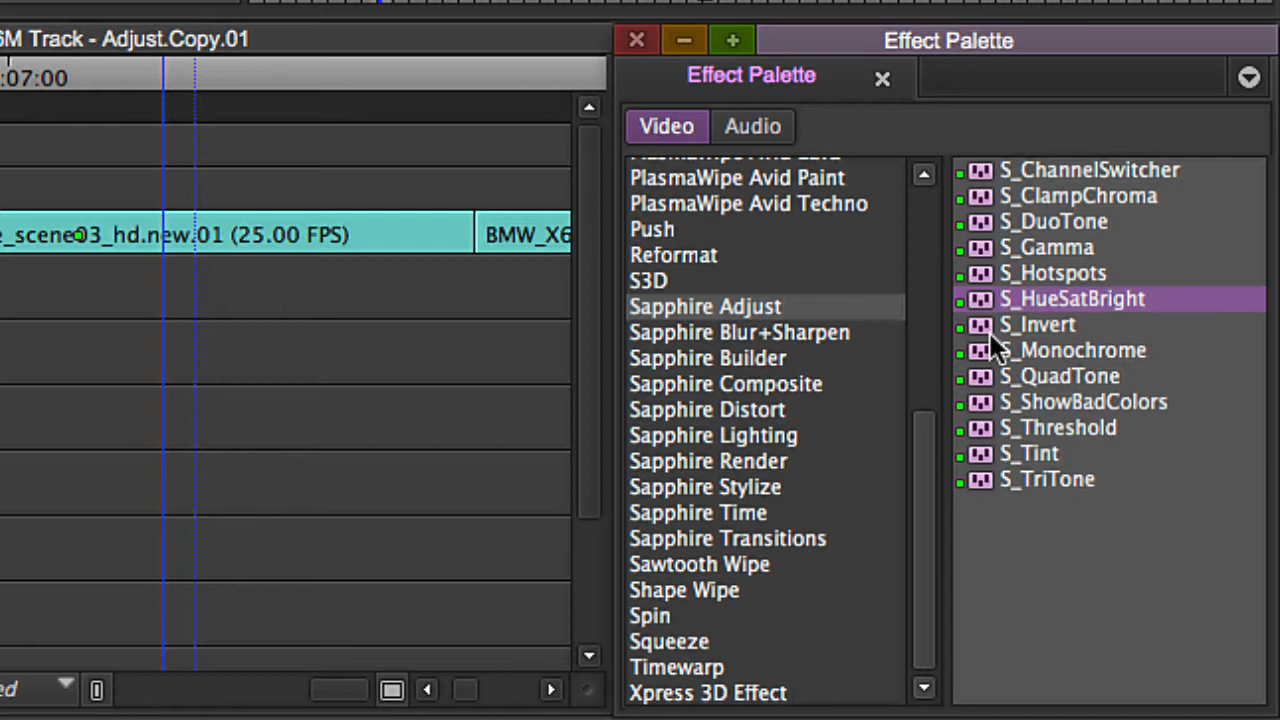 6M Track - Adjust.Copy.01
:07:00
e_scene03_hd.new.01 (25.00 FPS)
BMW_X6
ed
Effect Palette
Effect Palette
Video
Audio
PlasmaWipe Avid Paint
PlasmaWipe Avid Techno
Push
Reformat
S3D
Sapphire Adjust
Sapphire Blur+Sharpen
Sapphire Builder
Sapphire Composite
Sapphire Distort
Sapphire Lighting
Sapphire Render
Sapphire Stylize
Sapphire Time
Sapphire Transitions
Sawtooth Wipe
Shape Wipe
Spin
Squeeze
Timewarp
Xpress 3D Effect
S_ChannelSwitcher
S_ClampChroma
S_DuoTone
S_Gamma
S_Hotspots
S_HueSatBright
S_Invert
S_Monochrome
S_QuadTone
S_ShowBadColors
S_Threshold
S_Tint
S_TriTone